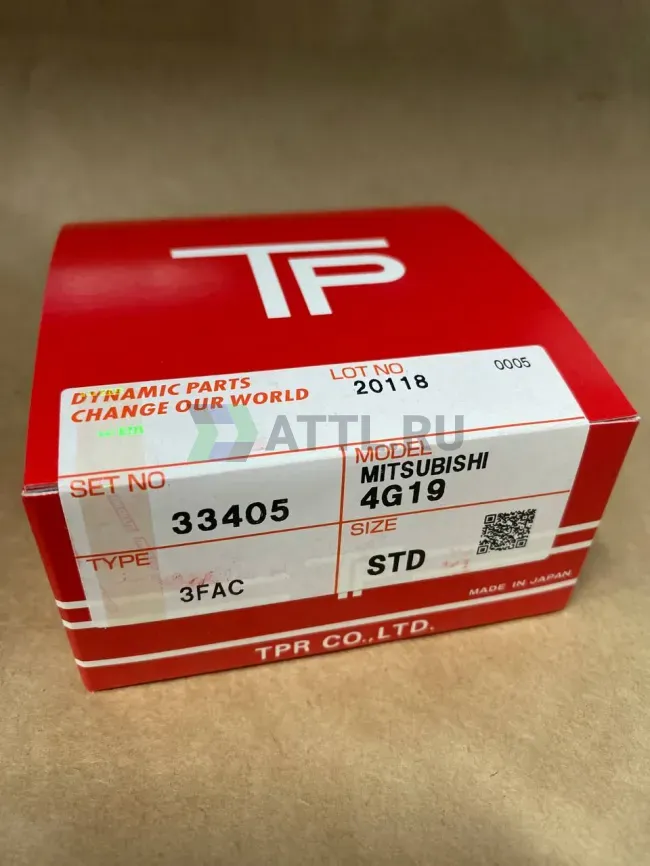 TP
DYNAMIC PARTS
CHANGE OUR WORLD
LOT NO
20118
0005
ATTI.RU
SET NO
33405
MODEL
MITSUBISHI
4G19
TYPE
3FAC
SIZE
STD
MADE IN JAPAN
TPR CO.,LTD.